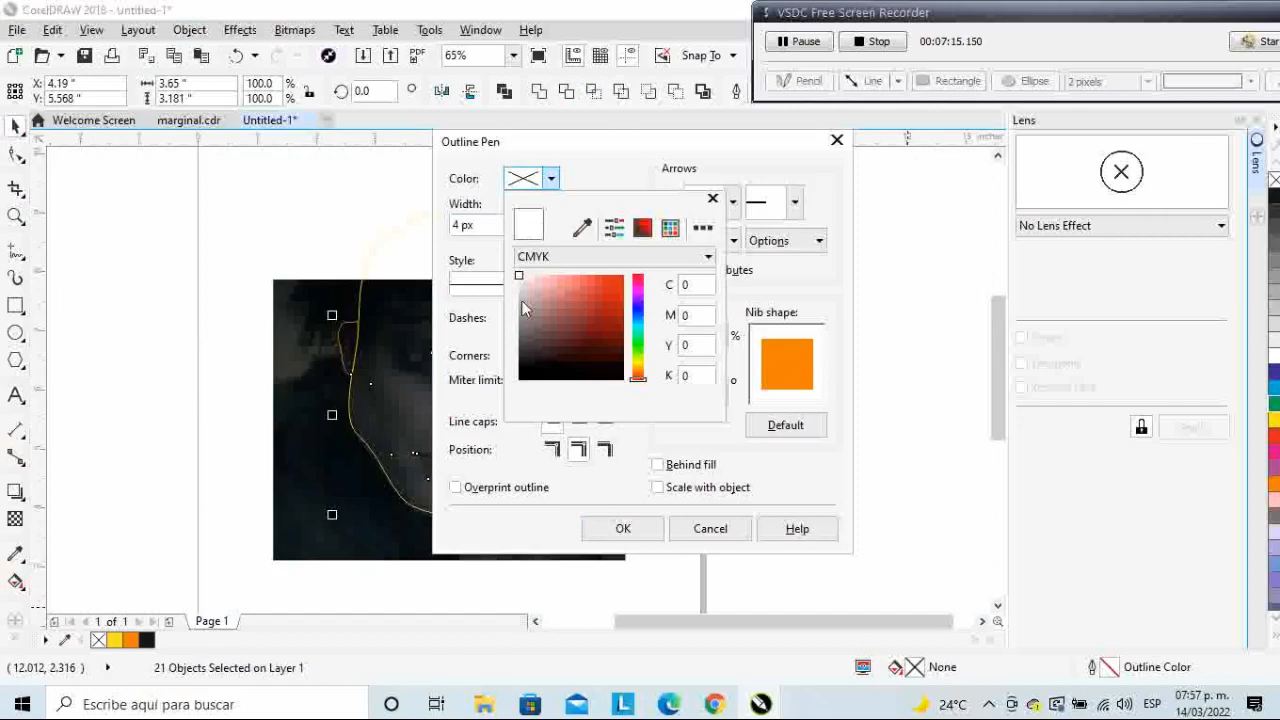 CorelDRAW 2018 - Untitled-1*
VSDC Free Screen Recorder
File Edit View Layout Object Effects Bitmaps Text Table Tools Window Help
Pause Stop 00:07:15.150
65% Snap To
PDF
Pencil Line Rectangle Ellipse 2 pixels
X: 4.19 " 3.65 " 100.0 % 0.0 °
Y: 5.568 " 3.181 " 100.0 %
Welcome Screen marginal.cdr Untitled-1*
Lens
Lens
Outline Pen
Color:
Arrows
Width:
4 px
Options
No Lens Effect
CMYK
Style:
C 0
Dashes:
M 0
Nib shape:
Y 0
%
Corners:
K 0
Miter limit:
Line caps:
Default
Position:
Behind fill
Overprint outline
Scale with object
OK Cancel Help
1 of 1
Page 1
(12.012, 2.316 )
21 Objects Selected on Layer 1
None
Outline Color
Escribe aquí para buscar
24°C
ESP
07:57 p. m.
14/03/2022